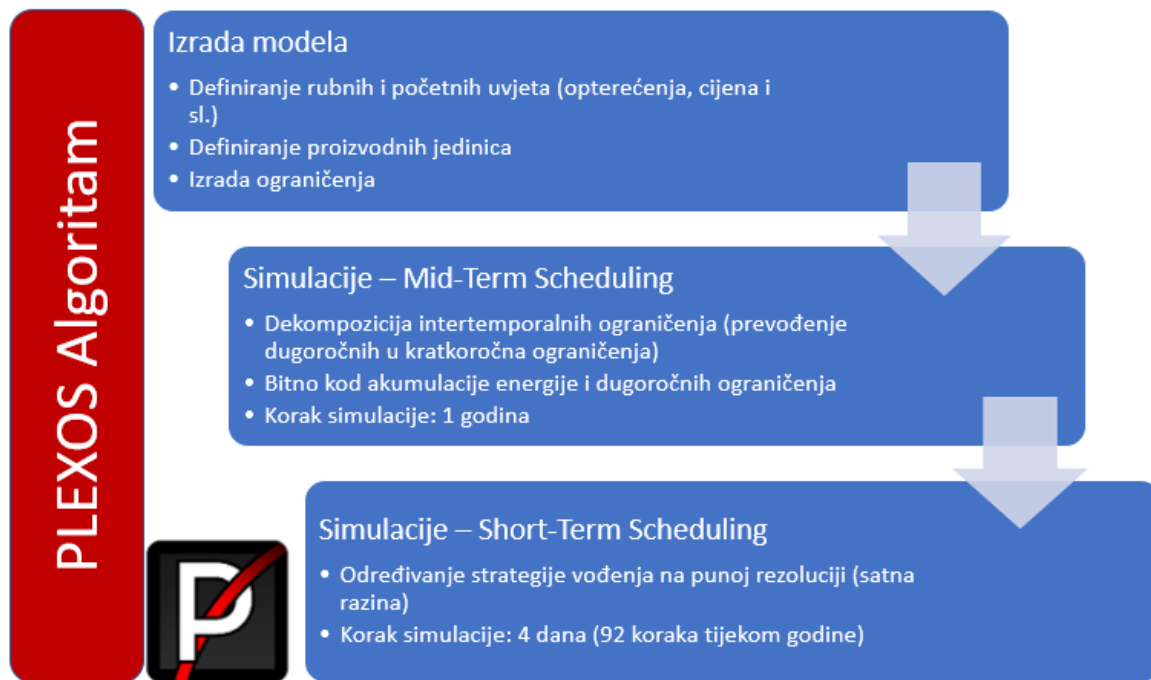 PLEXOS Algoritam
Izrada modela
• Definiranje rubnih i početnih uvjeta (opterećenja, cijena i
sl.)
• Definiranje proizvodnih jedinica
• Izrada ograničenja
Simulacije – Mid-Term Scheduling
• Dekompozicija intertemporalnih ograničenja (prevođenje
dugoročnih u kratkoročna ograničenja)
• Bitno kod akumulacije energije i dugoročnih ograničenja
• Korak simulacije: 1 godina
Simulacije – Short-Term Scheduling
• Određivanje strategije vođenja na punoj rezoluciji (satna
razina)
• Korak simulacije: 4 dana (92 koraka tijekom godine)
P